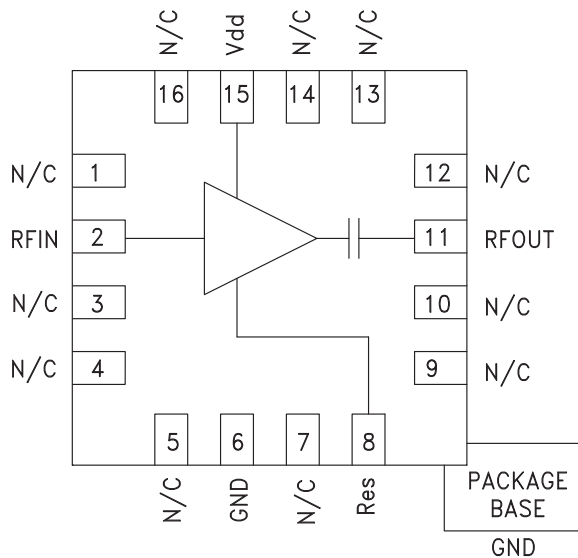 N/C Vdd N/C N/C
16 15 14 13
N/C 1 12 N/C
RFIN 2 11 RFOUT
N/C 3 10 N/C
N/C 4 9 N/C
5 6 7 8
N/C GND N/C Res
PACKAGE
BASE
GND